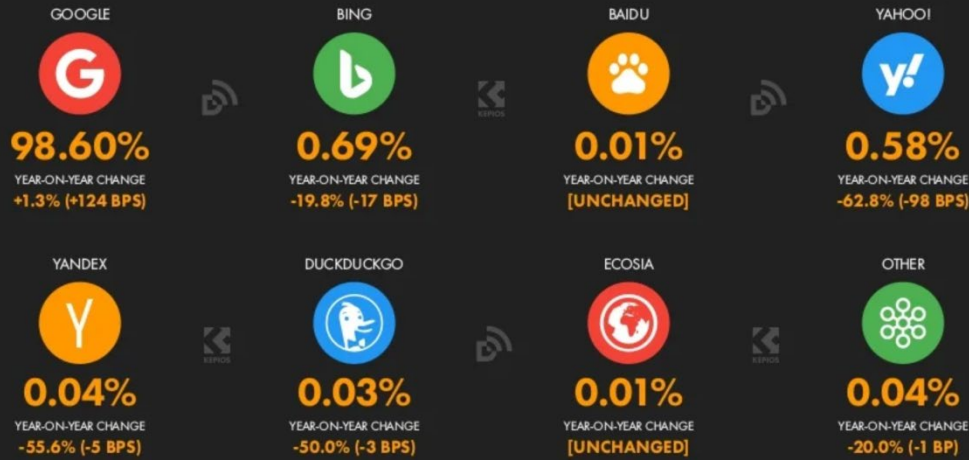 GOOGLE
BING
BAIDU
YAHOO!
98.60%
0.69%
0.01%
0.58%
YEAR-ON-YEAR CHANGE
YEAR-ON-YEAR CHANGE
YEAR-ON-YEAR CHANGE
YEAR-ON-YEAR CHANGE
+1.3% (+124 BPS)
-19.8% (-17 BPS)
[UNCHANGED]
-62.8% (-98 BPS)
YANDEX
DUCKDUCKGO
ECOSIA
OTHER
0.04%
0.03%
0.01%
0.04%
YEAR-ON-YEAR CHANGE
YEAR-ON-YEAR CHANGE
YEAR-ON-YEAR CHANGE
YEAR-ON-YEAR CHANGE
-55.6% (-5 BPS)
-50.0% (-3 BPS)
[UNCHANGED]
-20.0% (-1 BP)
KEPIOS
KEPIOS
KEPIOS